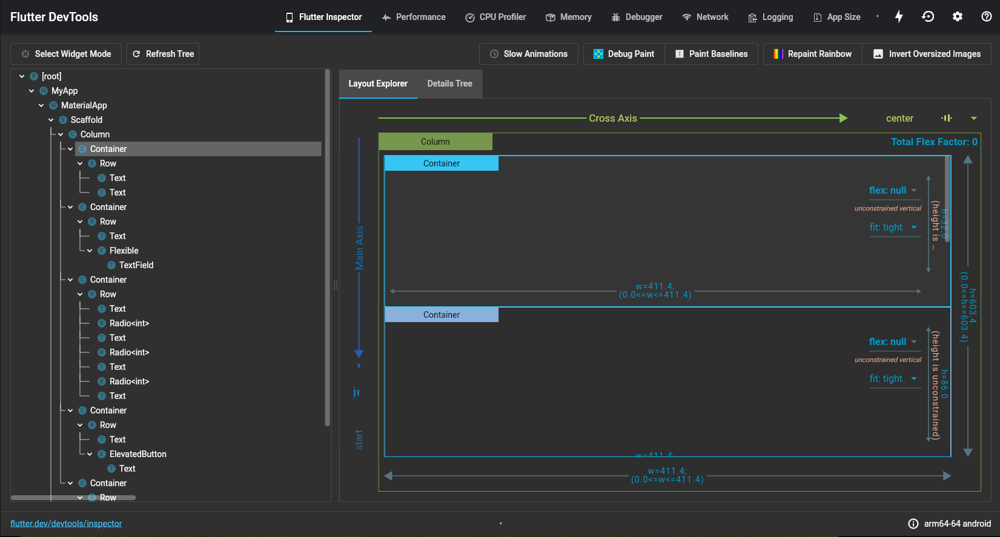 Flutter DevTools
Flutter Inspector
Performance
CPU Profiler
Memory
Debugger
Network
Logging
App Size
Select Widget Mode
Refresh Tree
Slow Animations
Debug Paint
Paint Baselines
Repaint Rainbow
Invert Oversized Images
[root]
MyApp
MaterialApp
Scaffold
Column
Container
Row
Text
Text
Container
Row
Text
Flexible
TextField
Container
Row
Text
Radio<int>
Text
Radio<int>
Text
Radio<int>
Text
Container
Row
Text
ElevatedButton
Text
Container
Row
Layout Explorer
Details Tree
Cross Axis
center
Main Axis
start
Column
Total Flex Factor: 0
Container
flex: null
unconstrained vertical
fit: tight
h=32.0
(height is ...
w=411.4;
(0.0<=w<=411.4)
Container
flex: null
unconstrained vertical
fit: tight
h=86.0
(height is unconstrained)
w=411.4;
h=603.4
(0.0<=h<=603.4)
w=411.4;
(0.0<=w<=411.4)
flutter.dev/devtools/inspector
arm64-64 android